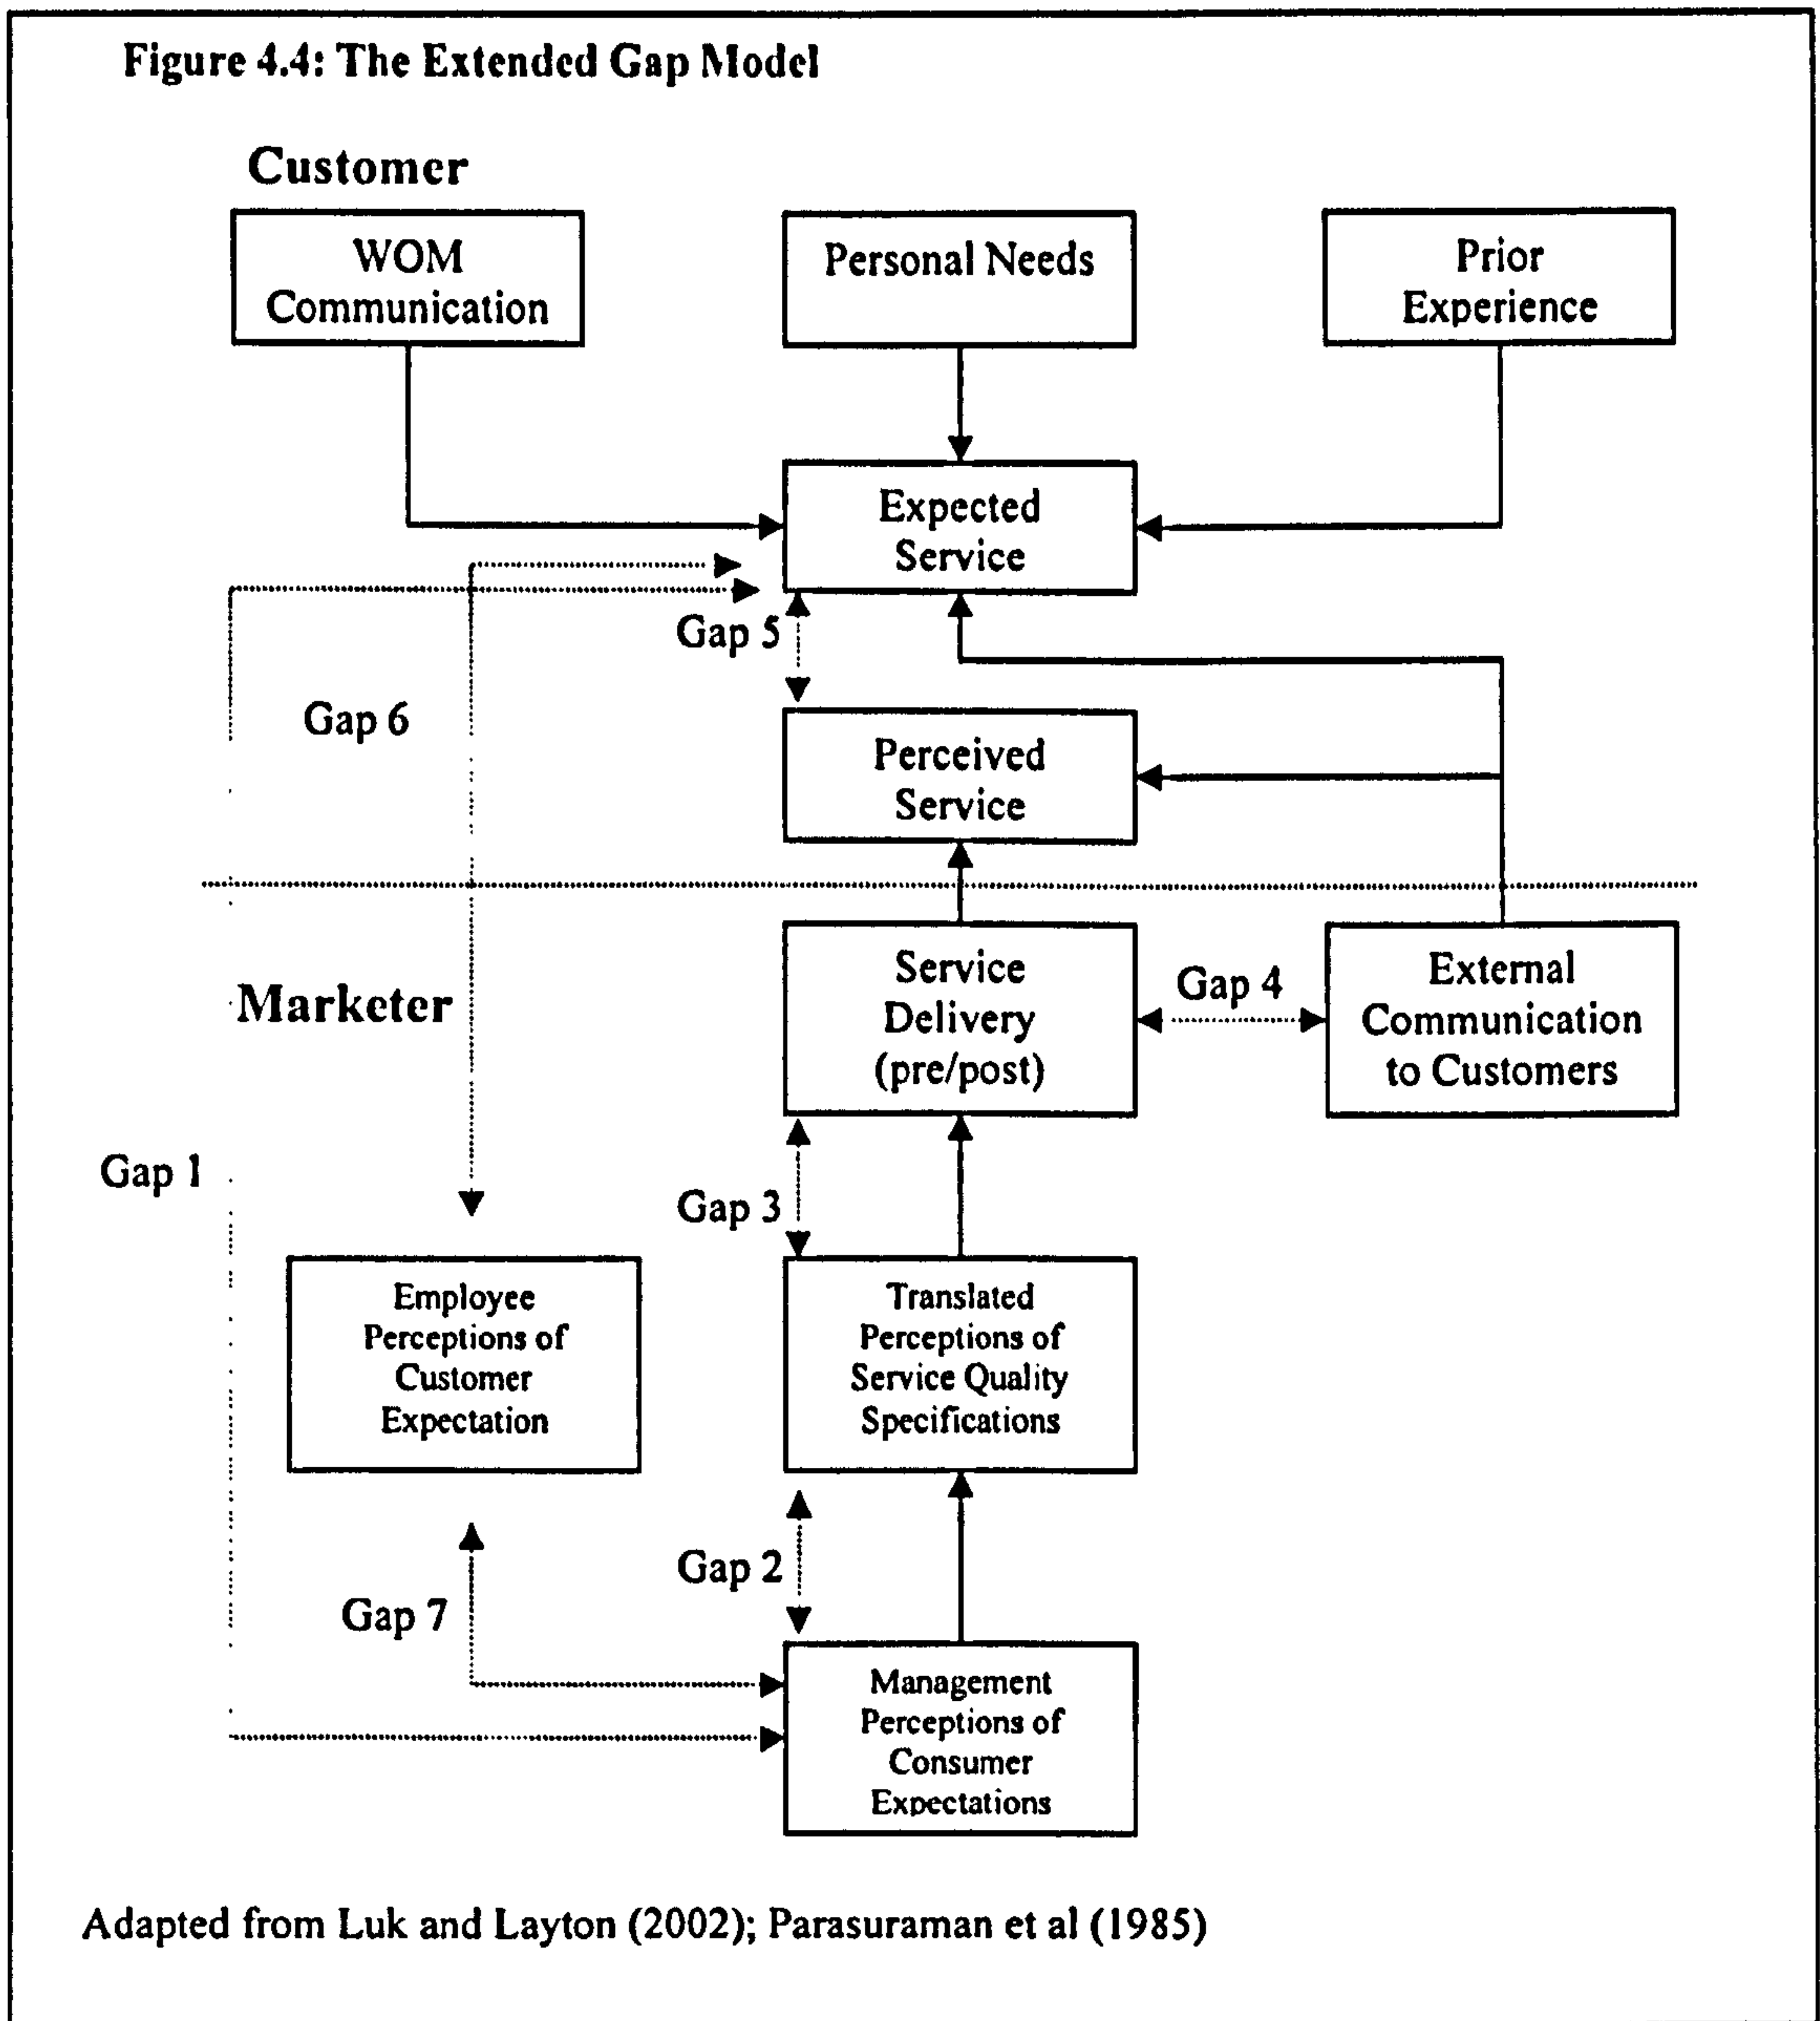 Figure 4.4: The Extended Gap Model
Customer
WOM
Communication
Personal Needs
Prior
Experience
Expected
Service
Gap 5
Gap 6
Perceived
Service
Marketer
Service
Delivery
(pre/post)
Gap 4
External
Communication
to Customers
Gap 1
Gap 3
Employee
Perceptions of
Customer
Expectation
Translated
Perceptions of
Service Quality
Specifications
Gap 2
Gap 7
Management
Perceptions of
Consumer
Expectations
Adapted from Luk and Layton (2002); Parasuraman et al (1985)